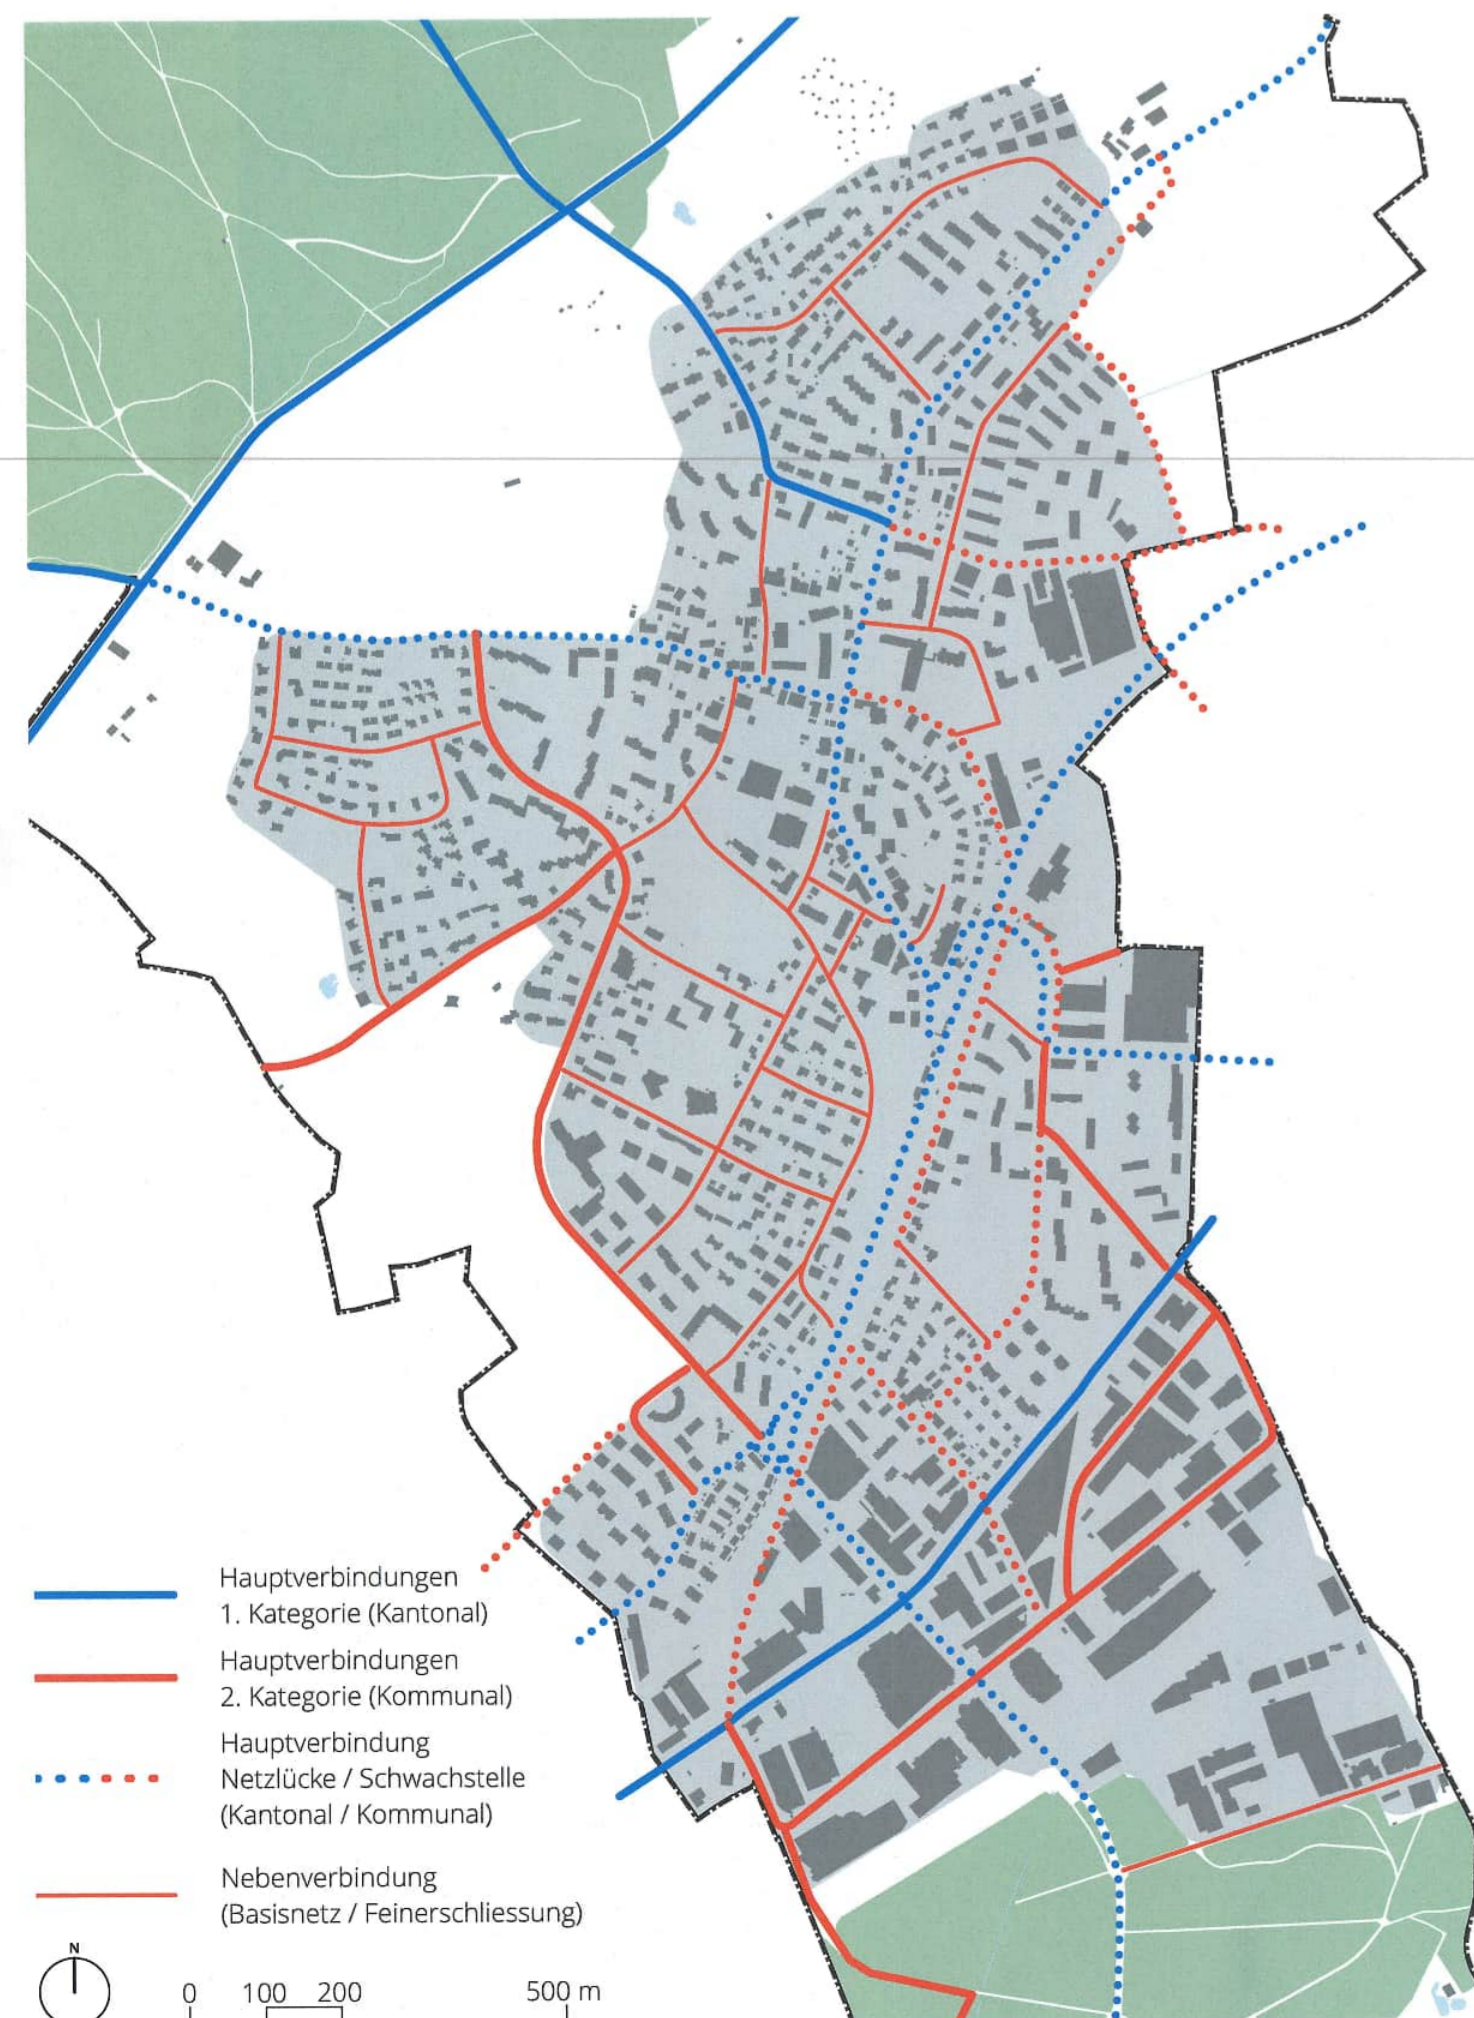 Hauptverbindungen
1. Kategorie (Kantonal)
Hauptverbindungen
2. Kategorie (Kommunal)
Hauptverbindung
Netzlücke / Schwachstelle
(Kantonal / Kommunal)
Nebenverbindung
(Basisnetz / Feinerschliessung)
N
0 100 200 500 m